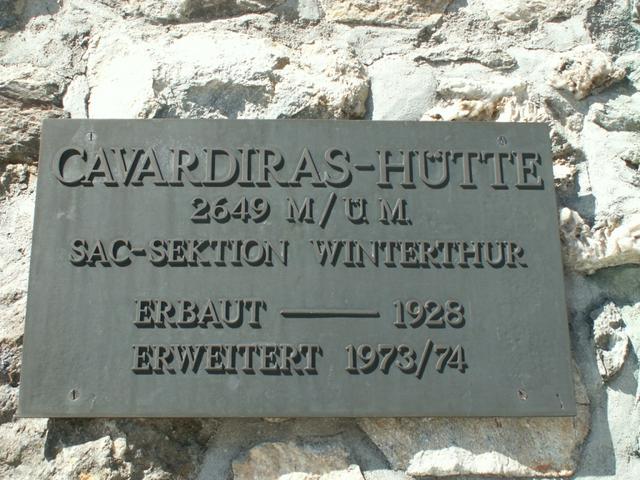 CAVARDIRAS-HÜTTE
2649 M/Ü M.
SAC-SEKTION WINTERTHUR
ERBAUT — 1928
ERWEITERT 1973/74